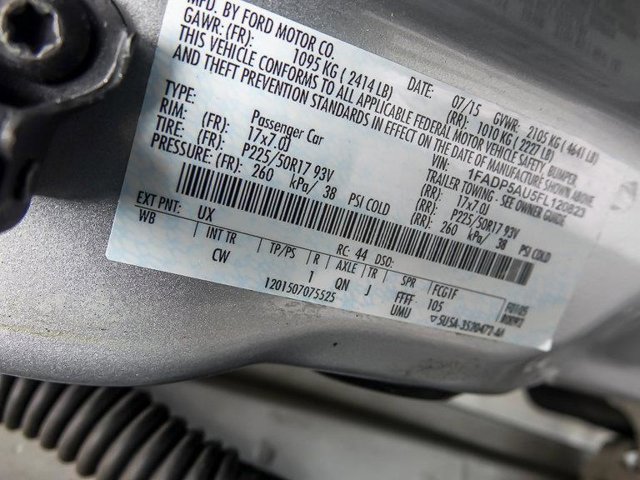 MFD. BY FORD MOTOR CO.
DATE: 07/15 GVWR: 2105 KG ( 4641 LB)
GAWR: (FR): 1095 KG ( 2414 LB) (RR): 1010 KG ( 2227 LB)
THIS VEHICLE CONFORMS TO ALL APPLICABLE FEDERAL MOTOR VEHICLE SAFETY, BUMPER
AND THEFT PREVENTION STANDARDS IN EFFECT ON THE DATE OF MANUFACTURE SHOWN ABOVE
VIN: 1FADP5AU5FL120823
TYPE: Passenger Car TRAILER TOWING - SEE OWNER GUIDE
RIM: (FR): 17x7.0J (RR): 17x7.0J
TIRE: (FR): P225/50R17 93V (RR): P225/50R17 93V
PRESSURE: (FR): 260 kPa/ 38 PSI COLD (RR): 260 kPa/ 38 PSI COLD
EXT PNT: UX RC: 44 DSO:
WB INT TR TP/PS R AXLE TR SPR FCG1F
CW 1 QN J FFFF 105
1201507075525 UMU